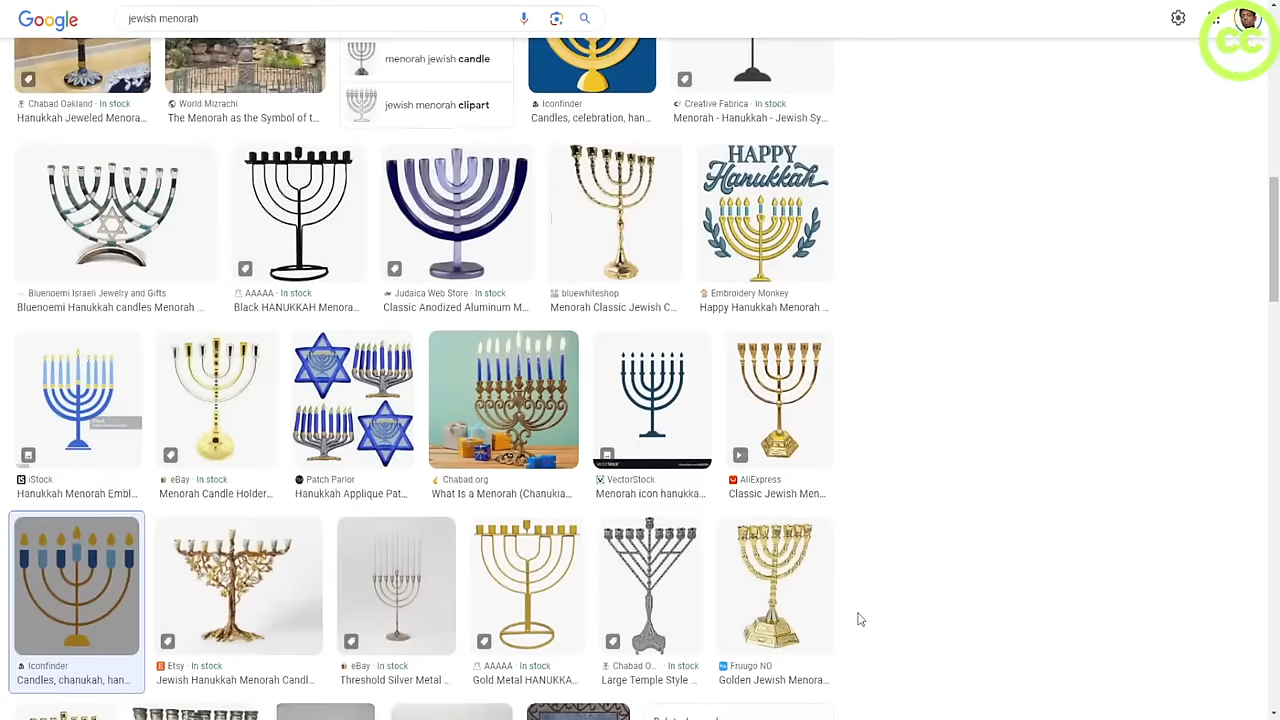 Google
jewish menorah
cc
menorah jewish candle
jewish menorah clipart
Chabad Oakland · In stock
Hanukkah Jeweled Menora...
World Mizrachi
The Menorah as the Symbol of t...
Iconfinder
Candles, celebration, han...
Creative Fabrica · In stock
Menorah - Hanukkah - Jewish Sy...
HAPPY
Hanukkah
Bluenoemi Israeli Jewelry and Gifts
Bluenoemi Hanukkah candles Menorah ...
AAAAA · In stock
Black HANUKKAH Menora...
Judaica Web Store · In stock
Classic Anodized Aluminum M...
bluewhiteshop
Menorah Classic Jewish C...
Embroidery Monkey
Happy Hanukkah Menorah ...
iStock
Hanukkah Menorah Embl...
eBay · In stock
Menorah Candle Holder...
Patch Parlor
Hanukkah Applique Pat...
Chabad.org
What Is a Menorah (Chanukia...
VectorStock
Menorah icon hanukka...
AliExpress
Classic Jewish Men...
Iconfinder
Candles, chanukah, han...
Etsy · In stock
Jewish Hanukkah Menorah Candl...
eBay · In stock
Threshold Silver Metal ...
AAAAA · In stock
Gold Metal HANUKKA...
Chabad O... · In stock
Large Temple Style ...
Fruugo NO
Golden Jewish Menora...